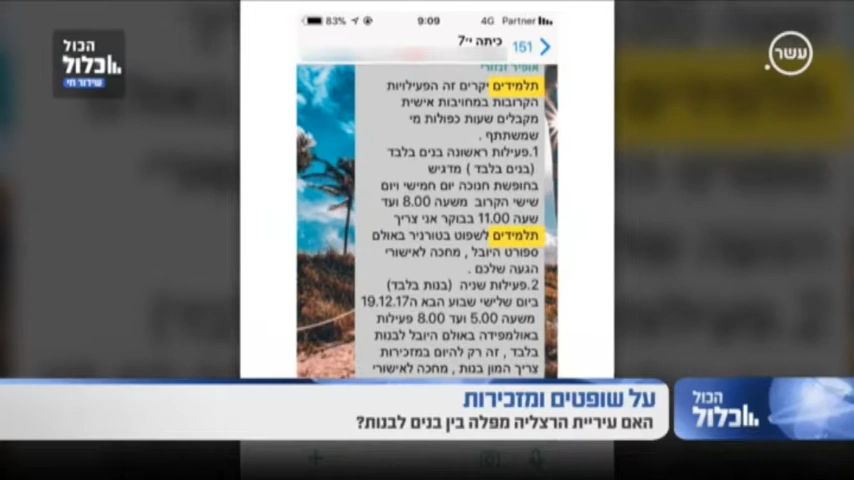 83%
9:09
4G Partner
כיתה י׳7
151
הכול
וכלול
שידור חי
עשר
תלמידים יקרים זה הפעילויות
הקרובות במחויבות אישית
מקבלים שעות כפולות מי
שמשתתף .
1.פעילות ראשונה בנים בלבד
(בנים בלבד ) מדגיש
בחופשת חנוכה יום חמישי ויום
שישי הקרוב משעה 8.00 ועד
שעה 11.00 בבוקר אני צריך
תלמידים לשפוט בטורניר באולם
ספורט היובל , מחכה לאישורי
הגעה שלכם .
2.פעילות שניה (בנות בלבד)
ביום שלישי שבוע הבא ה19.12.17
משעה 5.00 ועד 8.00 פעילות
באולמפידה באולם היובל לבנות
בלבד , זה רק להיום במזכירות
צריך המון בנות , מחכה לאישורי
על שופטים ומזכירות
האם עיריית הרצליה מפלה בין בנים לבנות?
הכול
וכלול